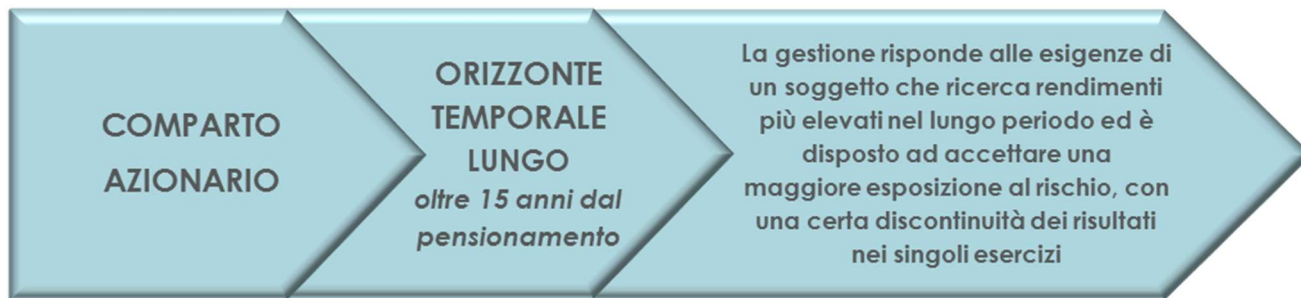 COMPARTO
AZIONARIO
ORIZZONTE
TEMPORALE
LUNGO
oltre 15 anni dal
pensionamento
La gestione risponde alle esigenze di
un soggetto che ricerca rendimenti
più elevati nel lungo periodo ed è
disposto ad accettare una
maggiore esposizione al rischio, con
una certa discontinuità dei risultati
nei singoli esercizi